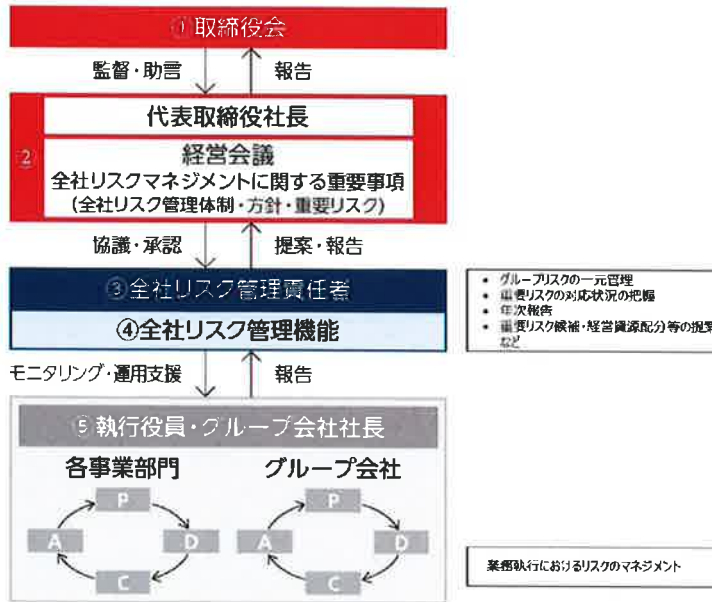 ①取締役会
監督・助言
報告
②
代表取締役社長
経営会議
全社リスクマネジメントに関する重要事項
(全社リスク管理体制・方針・重要リスク)
協議・承認
提案・報告
③全社リスク管理責任者
④全社リスク管理機能
• グループリスクの一元管理
• 重要リスクの対応状況の把握
• 年次報告
• 重要リスク候補・経営資源配分等の提案
など
モニタリング・運用支援
報告
⑤執行役員・グループ会社社長
各事業部門
グループ会社
P
D
C
A
P
D
C
A
業務執行におけるリスクのマネジメント